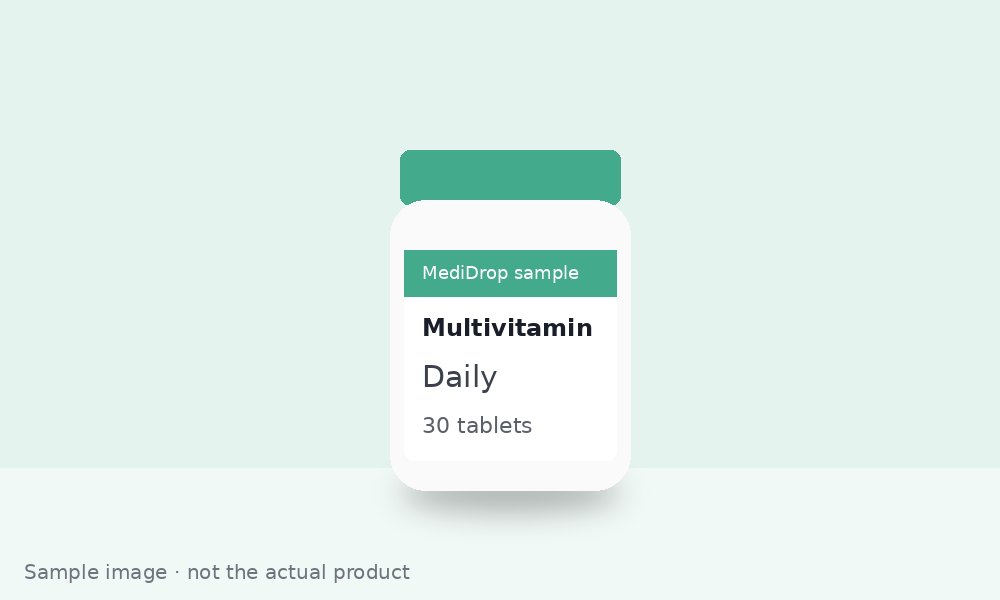 MediDrop sample
Multivitamin
Daily
30 tablets
Sample image · not the actual product